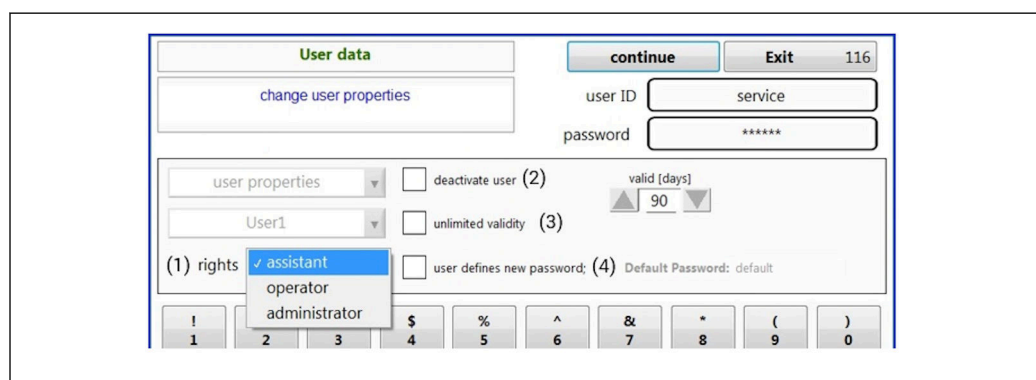 User data
continue
Exit 116
change user properties
user ID service
password ******
user properties deactivate user (2) valid [days]
90
User1 unlimited validity (3)
(1) rights ✓ assistant user defines new password; (4) Default Password: default
operator
administrator
! $ % ^ & * ( )
1 2 3 4 5 6 7 8 9 0